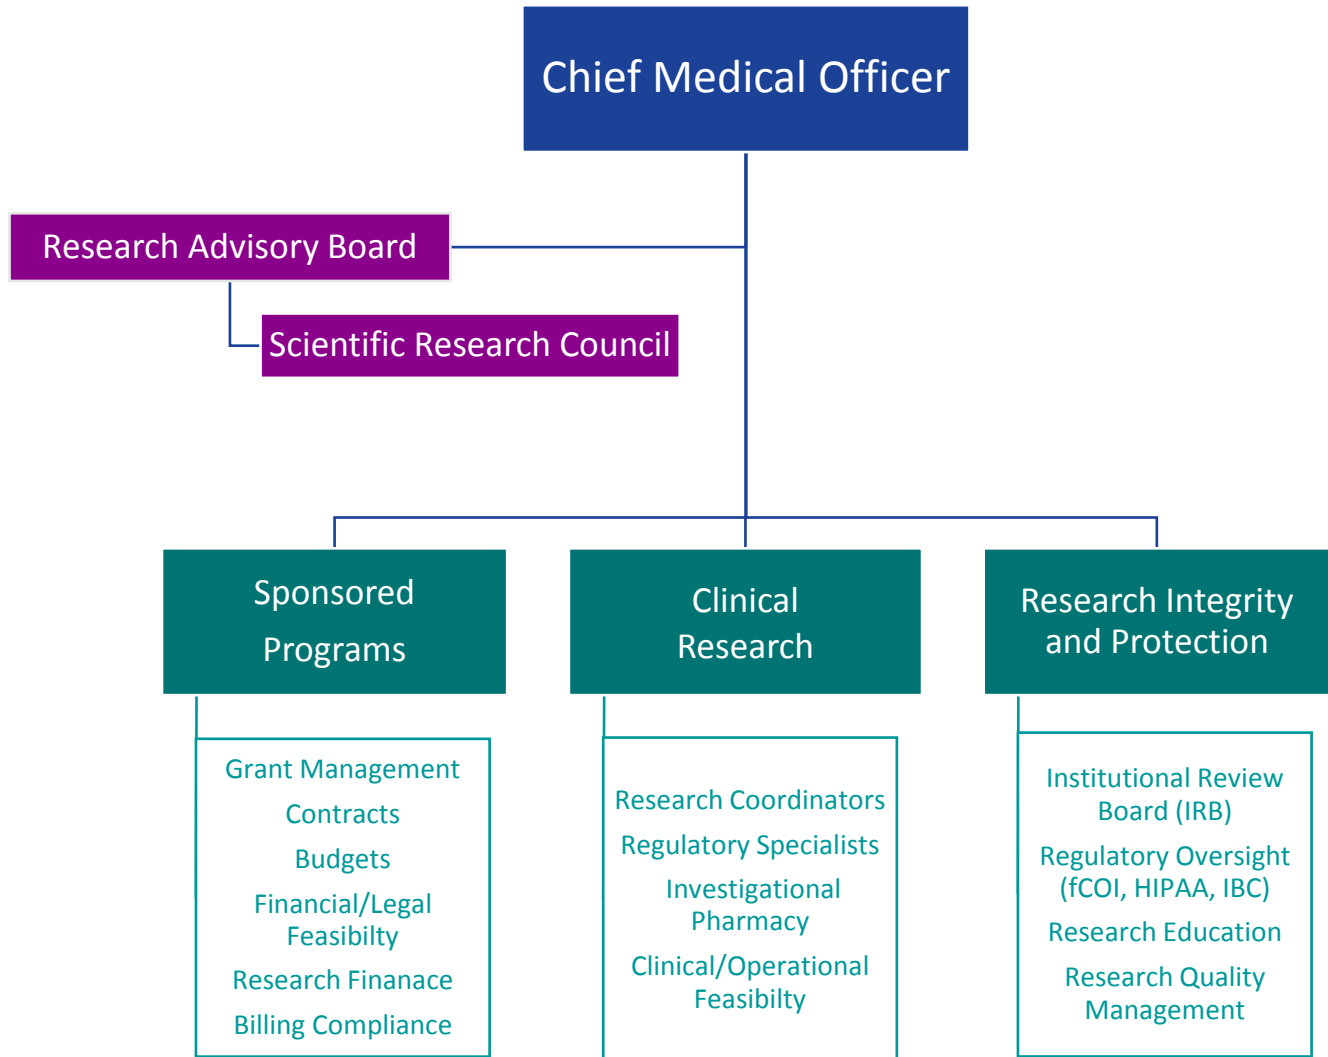 Chief Medical Officer
Research Advisory Board
Scientific Research Council
Sponsored
Programs
Grant Management
Contracts
Budgets
Financial/Legal
Feasibilty
Research Finanace
Billing Compliance
Clinical
Research
Research Coordinators
Regulatory Specialists
Investigational
Pharmacy
Clinical/Operational
Feasibilty
Research Integrity
and Protection
Institutional Review
Board (IRB)
Regulatory Oversight
(fCOI, HIPAA, IBC)
Research Education
Research Quality
Management